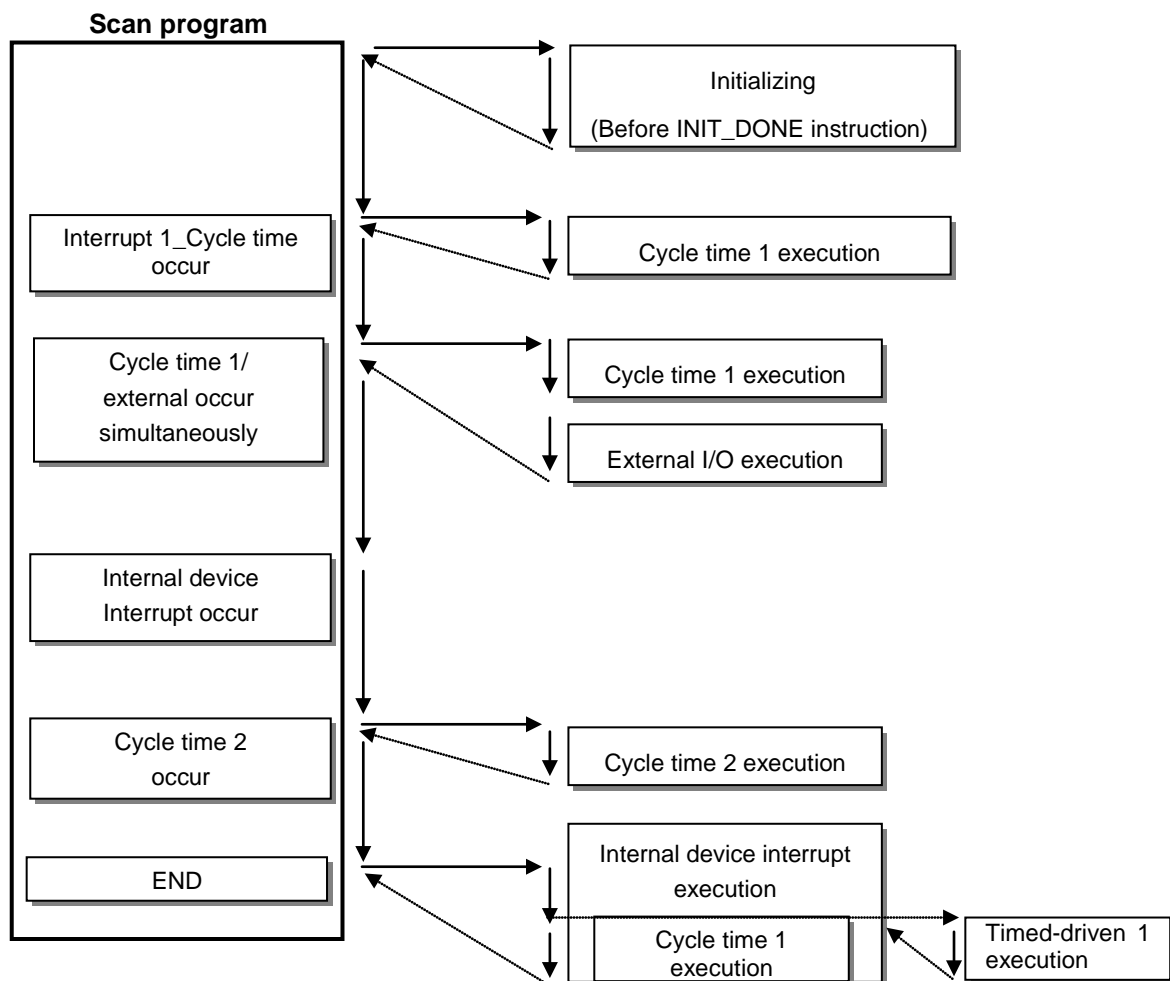 Scan program
Initializing
(Before INIT_DONE instruction)
Interrupt 1_Cycle time
occur
Cycle time 1 execution
Cycle time 1/
external occur
simultaneously
Cycle time 1 execution
External I/O execution
Internal device
Interrupt occur
Cycle time 2
occur
Cycle time 2 execution
END
Internal device interrupt
execution
Cycle time 1
execution
Timed-driven 1
execution